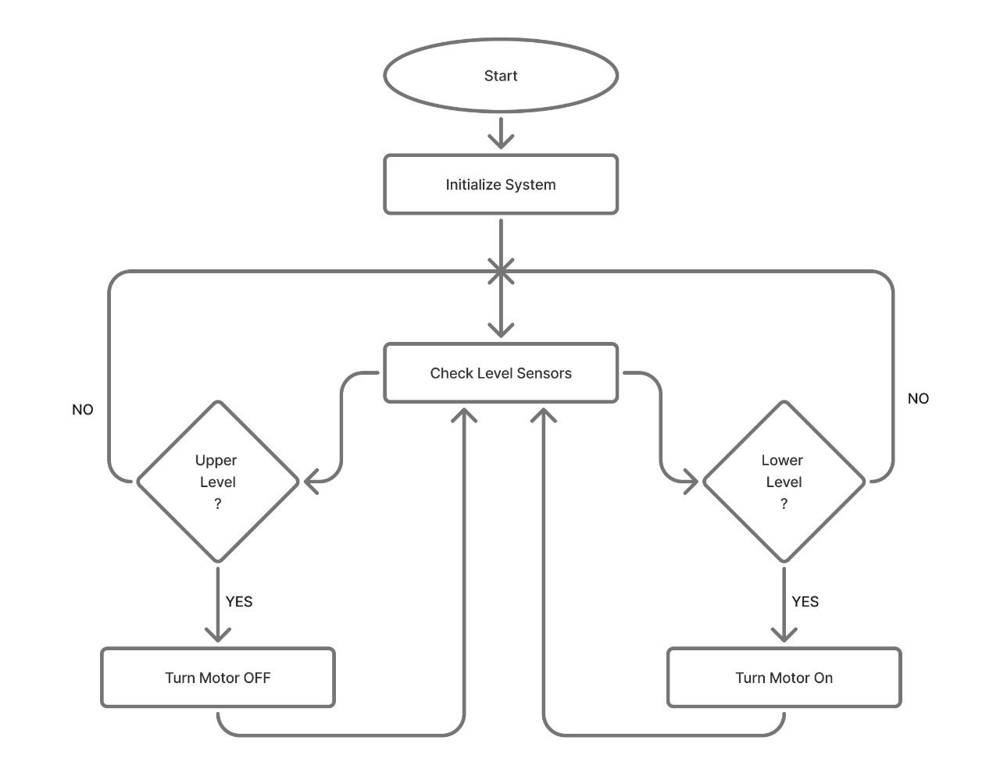 Start
Initialize System
Check Level Sensors
NO
NO
Upper
Level
?
Lower
Level
?
YES
YES
Turn Motor OFF
Turn Motor On